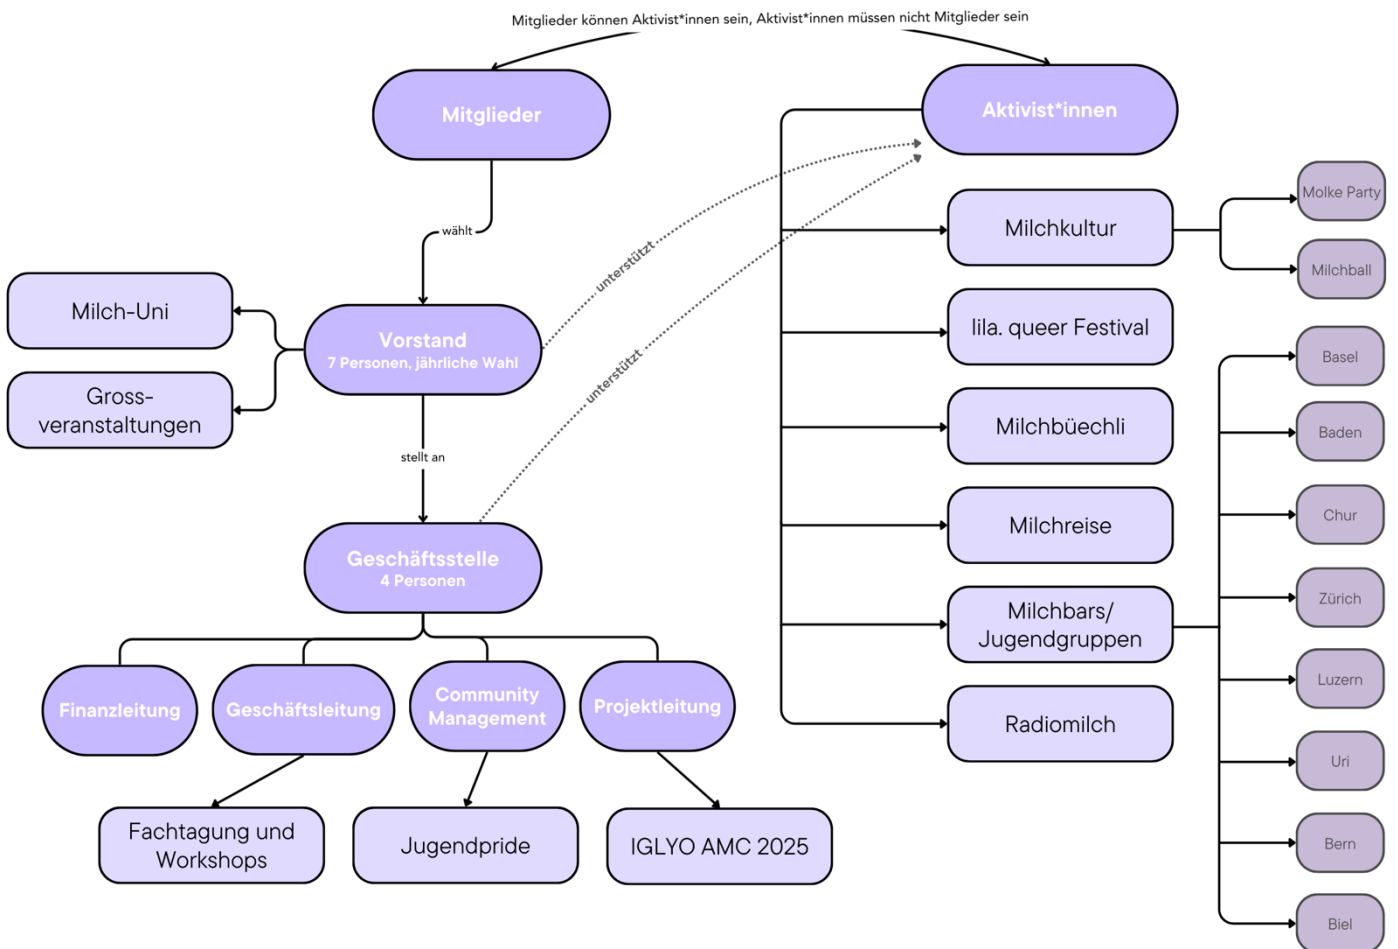 Mitglieder können Aktivist*innen sein, Aktivist*innen müssen nicht Mitglieder sein
Mitglieder
Aktivist*innen
wählt
Vorstand
7 Personen, jährliche Wahl
Milch-Uni
Gross-
veranstaltungen
unterstützt
unterstützt
stellt an
Geschäftsstelle
4 Personen
Finanzleitung
Geschäftsleitung
Community
Management
Projektleitung
Fachtagung und
Workshops
Jugendpride
IGLYO AMC 2025
Milchkultur
lila. queer Festival
Milchbüechli
Milchreise
Milchbars/
Jugendgruppen
Radiomilch
Molke Party
Milchball
Basel
Baden
Chur
Zürich
Luzern
Uri
Bern
Biel